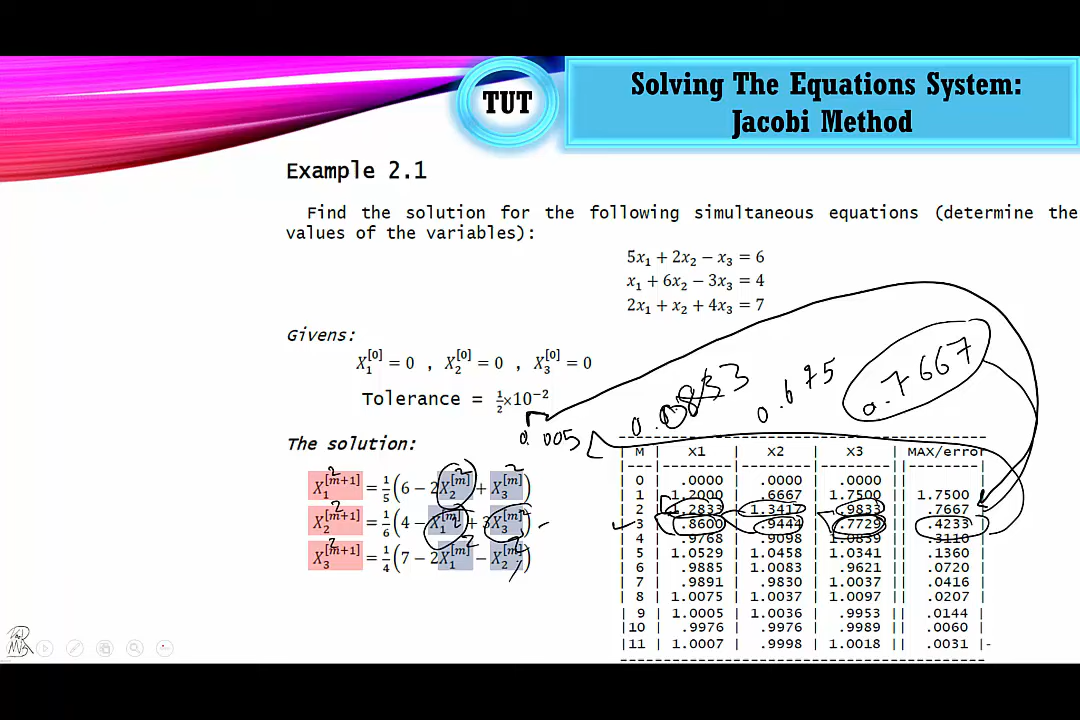 TUT
Solving The Equations System:
Jacobi Method
Example 2.1
Find the solution for the following simultaneous equations (determine the
values of the variables):
5x₁ + 2x₂ − x₃ = 6
x₁ + 6x₂ − 3x₃ = 4
2x₁ + x₂ + 4x₃ = 7
Givens:
X₁^[0] = 0 , X₂^[0] = 0 , X₃^[0] = 0
Tolerance = ½×10⁻²
0.005
0.0833 0.675 0.7667
The solution:
X₁^[m+1] = 1/5 (6 − 2X₂^[m] + X₃^[m])
X₂^[m+1] = 1/6 (4 − X₁^[m] + 3X₃^[m])
X₃^[m+1] = 1/4 (7 − 2X₁^[m] − X₂^[m])
| M | X1 | X2 | X3 || MAX/error
| 0 | .0000 | .0000 | .0000 ||
| 1 | 1.2000 | .6667 | 1.7500 || 1.7500 |
| 2 | 1.2833 | 1.3417 | .9833 || .7667 |
| 3 | .8600 | .9444 | .7729 || .4233 |
| 4 | .9768 | .9098 | 1.0839 || .3110 |
| 5 | 1.0529 | 1.0458 | 1.0341 || .1360 |
| 6 | .9885 | 1.0083 | .9621 || .0720 |
| 7 | .9891 | .9830 | 1.0037 || .0416 |
| 8 | 1.0075 | 1.0037 | 1.0097 || .0207 |
| 9 | 1.0005 | 1.0036 | .9953 || .0144 |
|10 | .9976 | .9976 | .9989 || .0060 |
|11 | 1.0007 | .9998 | 1.0018 || .0031 |